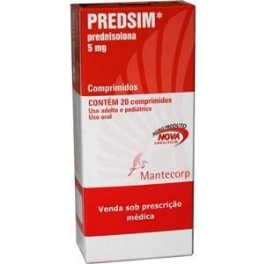 PREDSIM*
prednisolona
5 mg
Comprimidos
CONTÉM 20 comprimidos
Uso adulto e pediátrico
Uso oral
NOVA
EMBALAGEM
Mantecorp
Venda sob prescrição
médica